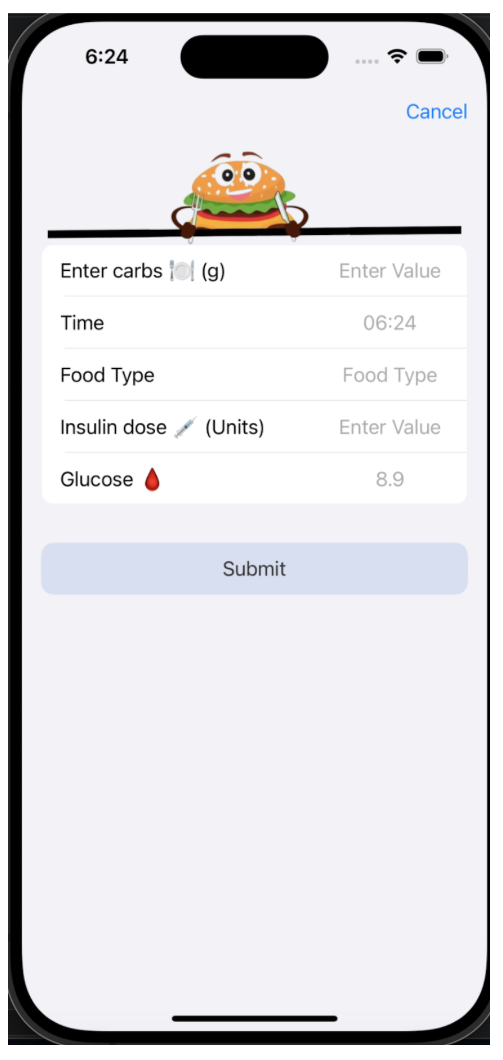 6:24
Cancel
Enter carbs 🍽️ (g) Enter Value
Time 06:24
Food Type Food Type
Insulin dose 💉 (Units) Enter Value
Glucose 🩸 8.9
Submit